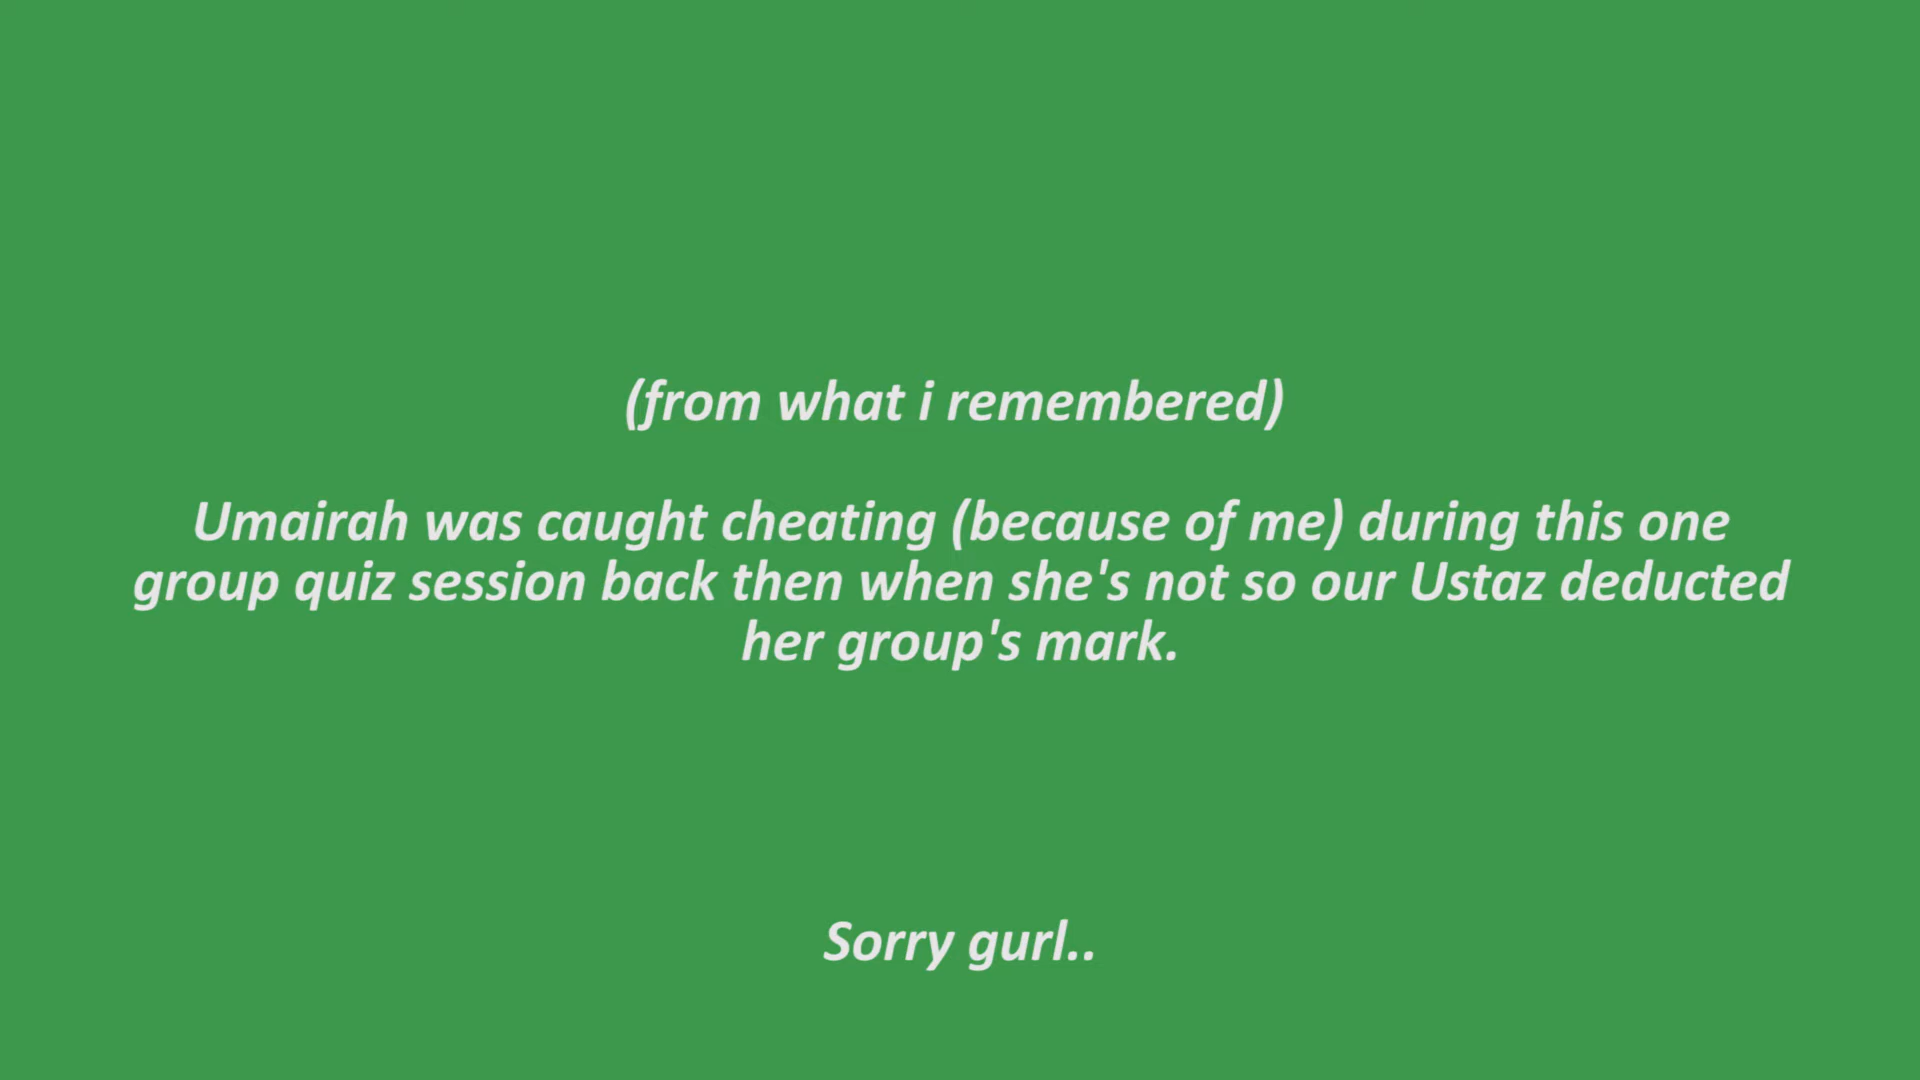 (from what i remembered)
Umairah was caught cheating (because of me) during this one
group quiz session back then when she's not so our Ustaz deducted
her group's mark.
Sorry gurl..